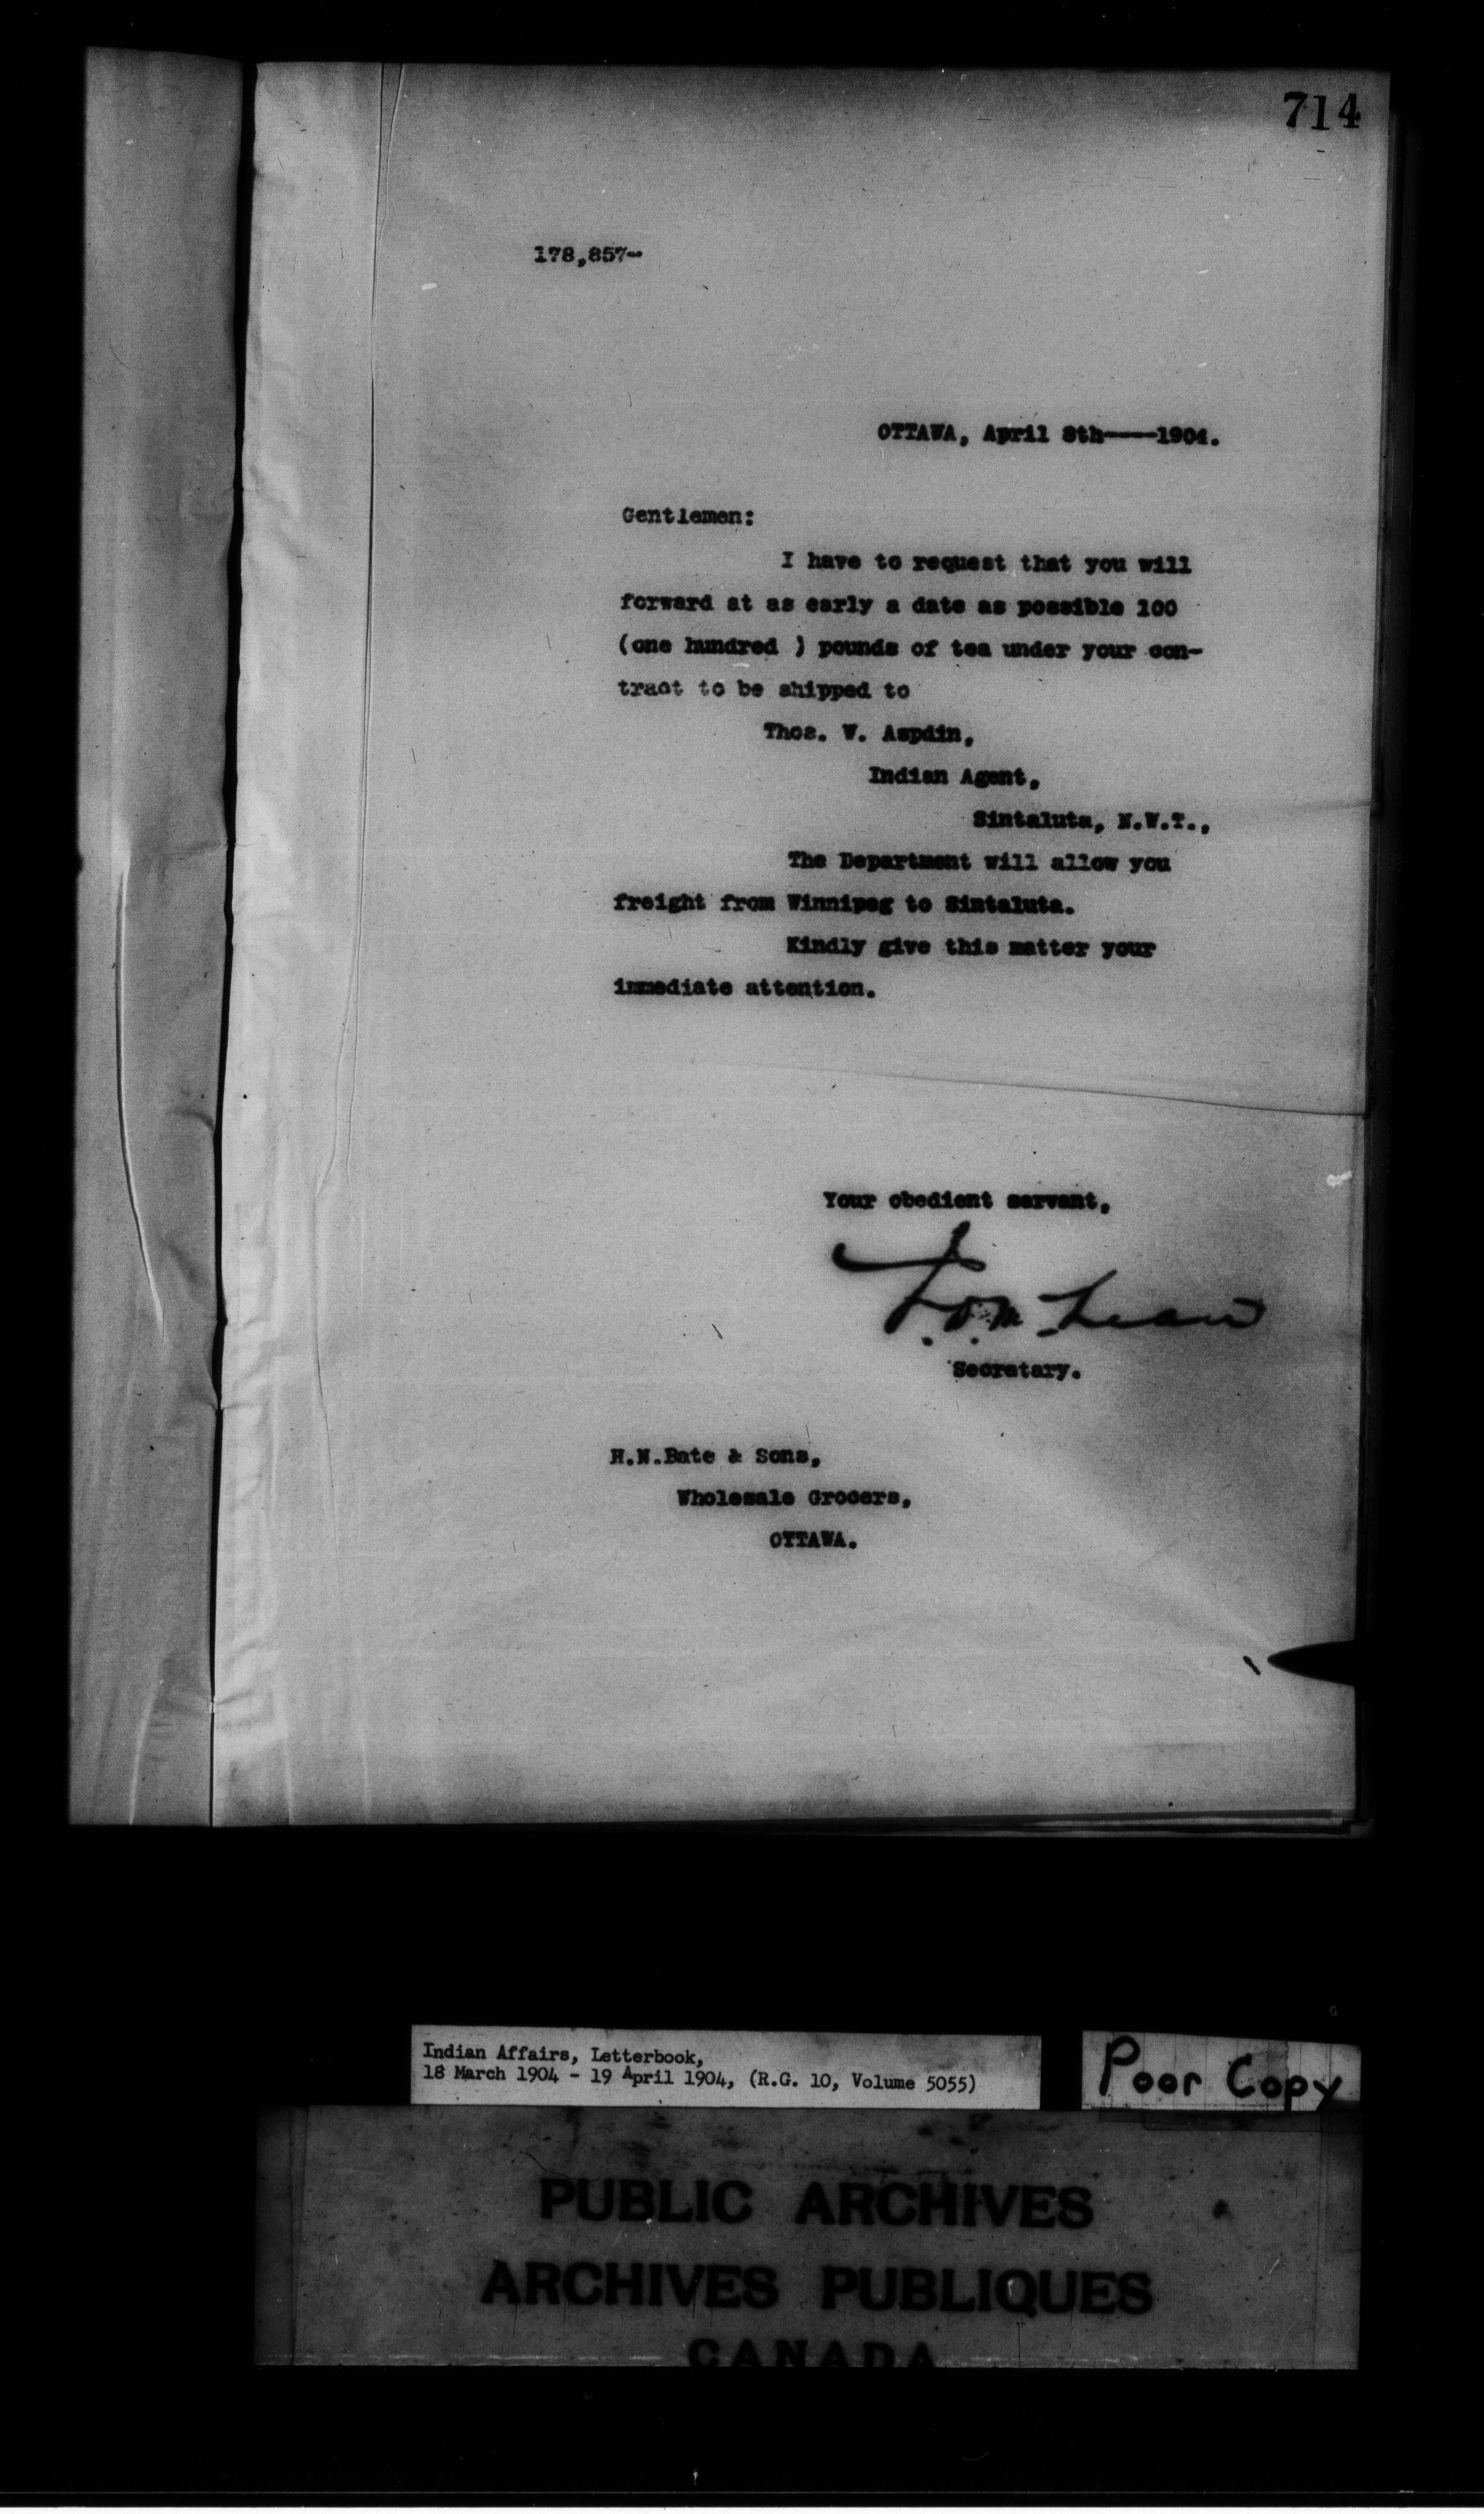 714
178,857-
OTTAWA, April 8th----1904.
Gentlemen:
I have to request that you will
forward at as early a date as possible 100
(one hundred ) pounds of tea under your con-
tract to be shipped to
Thos. W. Aspdin,
Indian Agent,
Sintaluta, N.W.T.,
The Department will allow you
freight from Winnipeg to Sintaluta.
Kindly give this matter your
immediate attention.
Your obedient servant,
J.D. McLean
Secretary.
H.N.Bate & Sons,
Wholesale Grocers,
OTTAWA.
Indian Affairs, Letterbook,
18 March 1904 - 19 April 1904, (R.G. 10, Volume 5055)
Poor Copy
PUBLIC ARCHIVES
ARCHIVES PUBLIQUES
CANADA